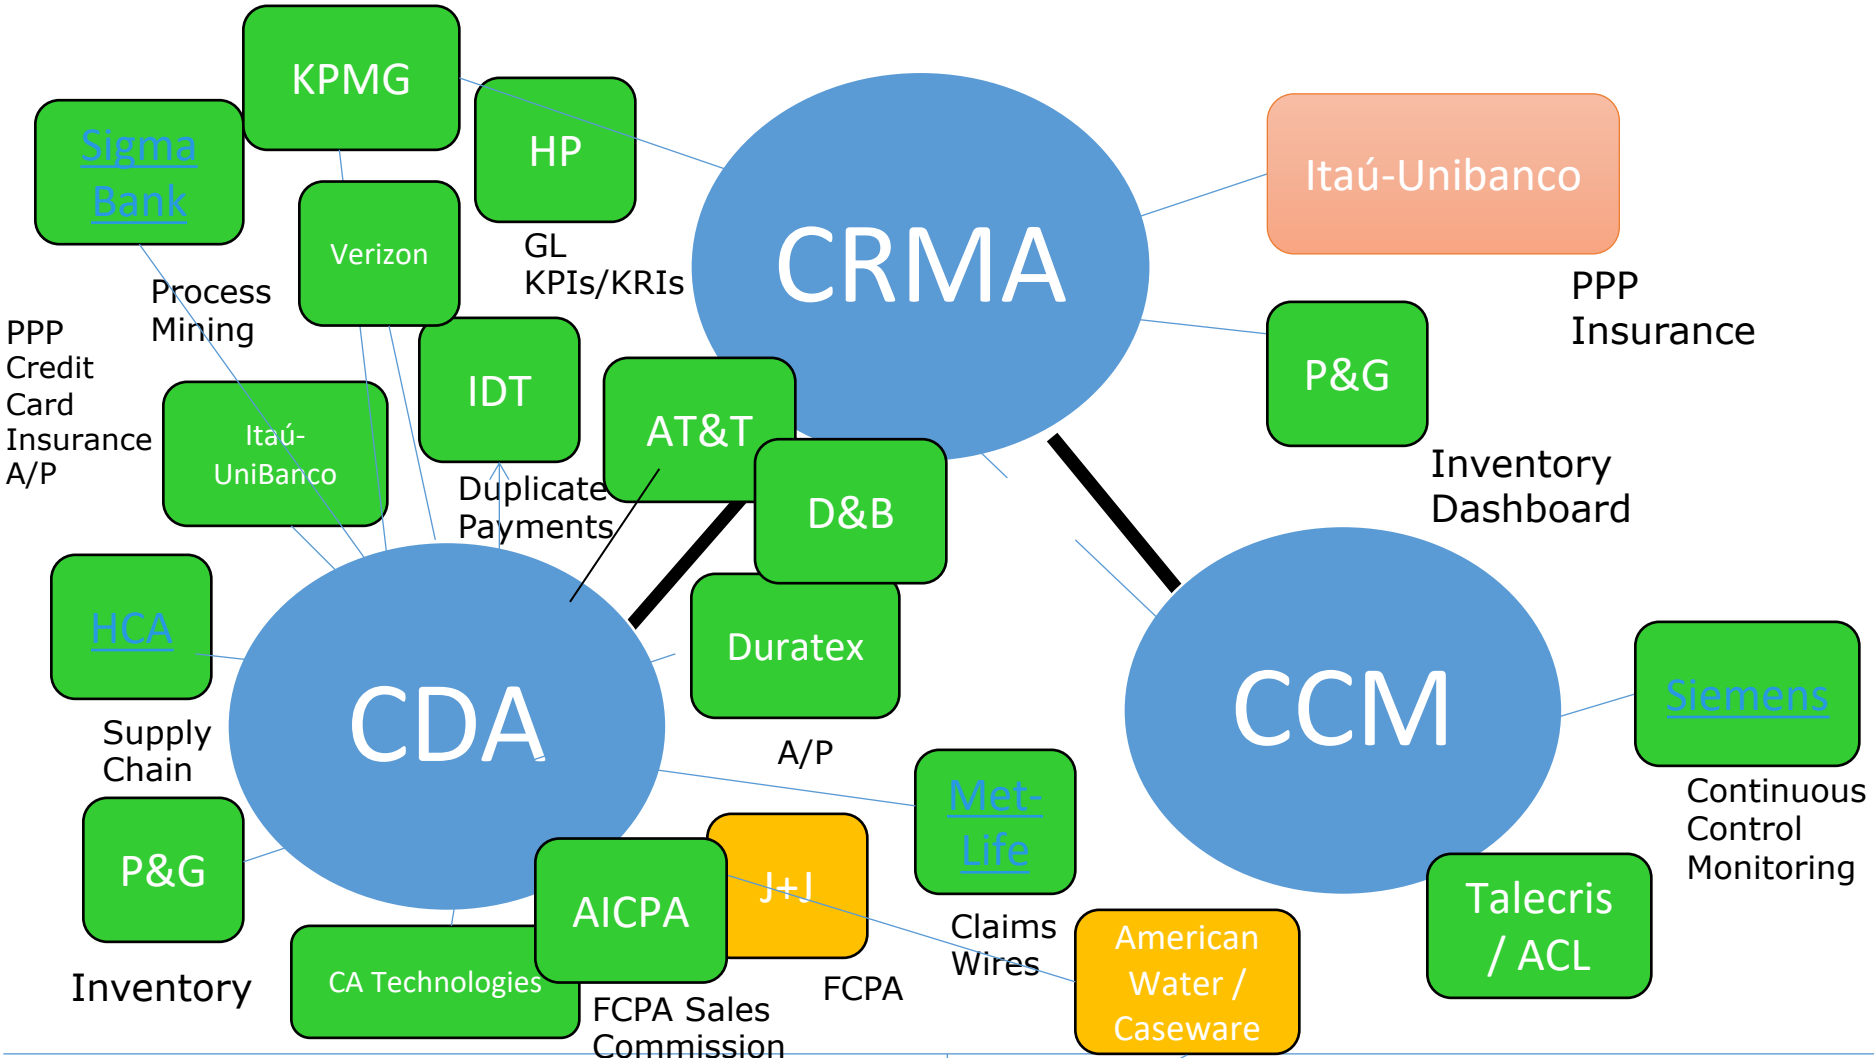 KPMG
Sigma
Bank
HP
CRMA
Itaú-Unibanco
Verizon
GL
KPIs/KRIs
Process
Mining
PPP
Insurance
PPP
Credit
Card
Insurance
A/P
IDT
AT&T
P&G
Itaú-
UniBanco
Duplicate
Payments
D&B
Inventory
Dashboard
HCA
Duratex
CDA
CCM
Siemens
Supply
Chain
A/P
Met-
Life
Continuous
Control
Monitoring
P&G
AICPA
J+J
Talecris
/ ACL
Claims
Wires
American
Water /
Caseware
Inventory
CA Technologies
FCPA
FCPA Sales
Commission